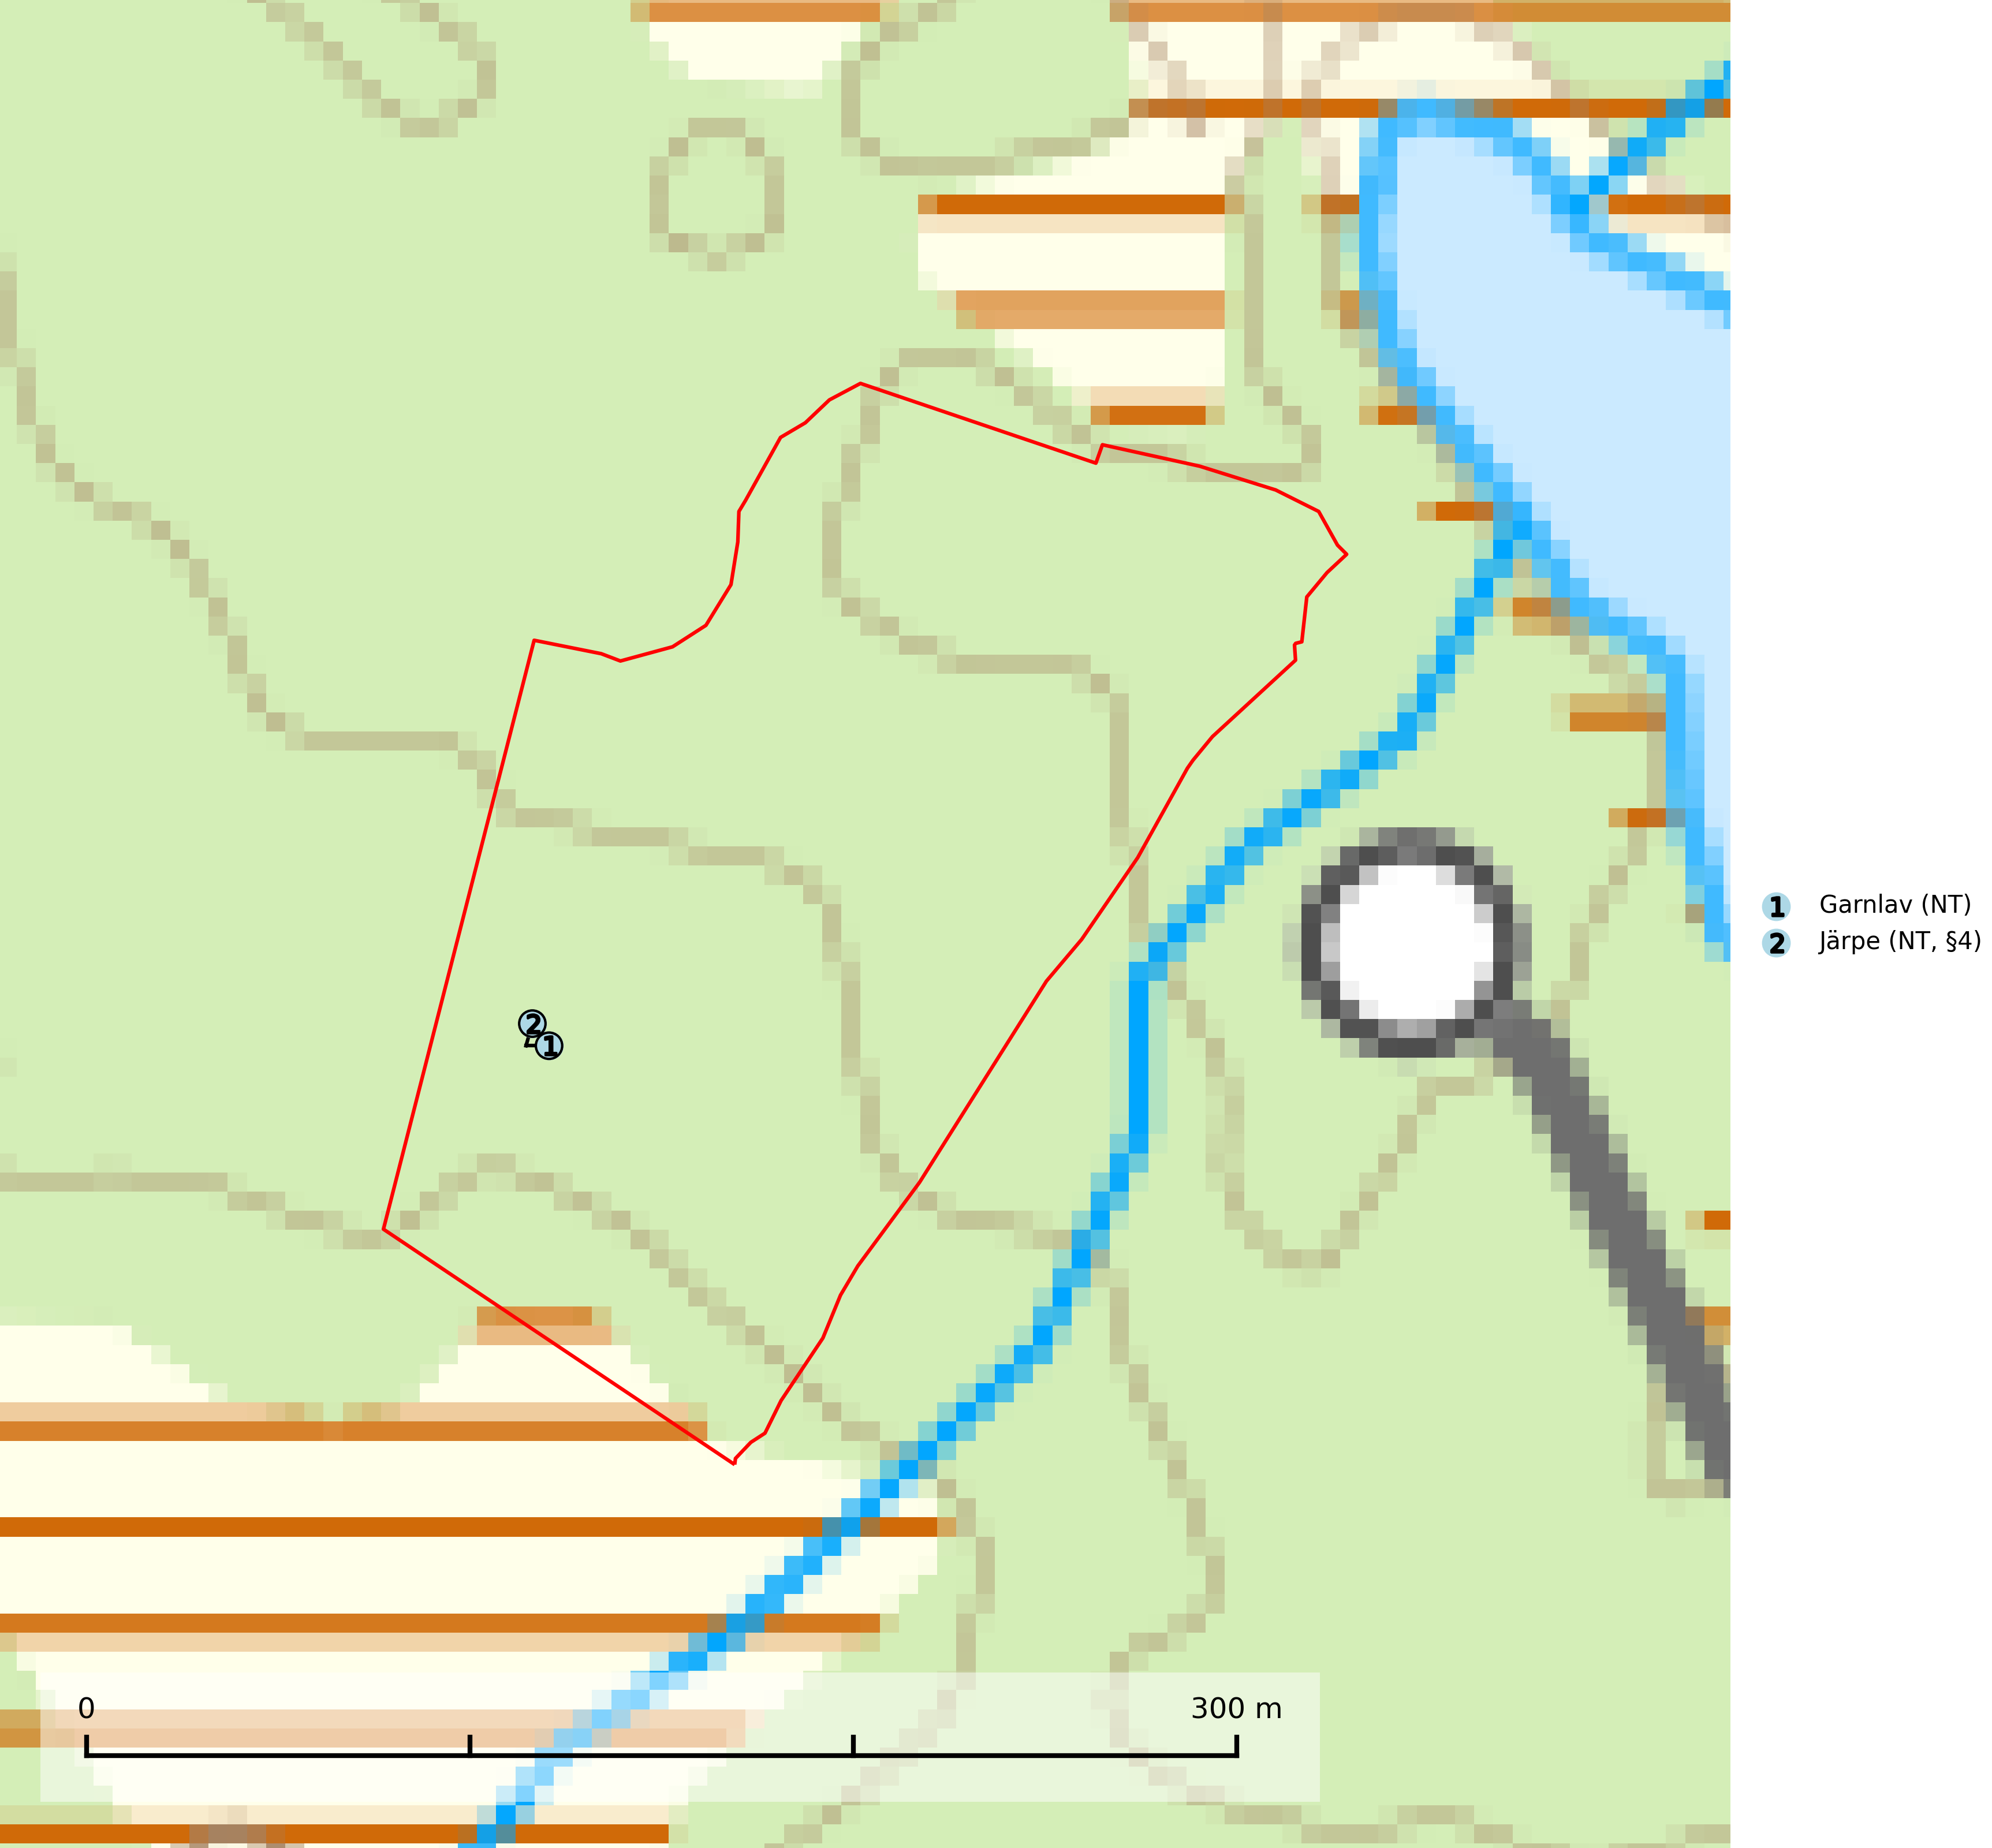 2
1
1 Garnlav (NT)
2 Järpe (NT, §4)
0 300 m